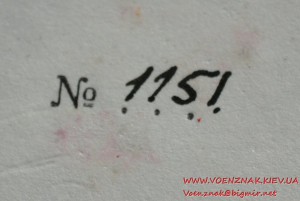 № 1151
WWW.VOENZNAK.KIEV.UA
Voenznak@bigmir.net